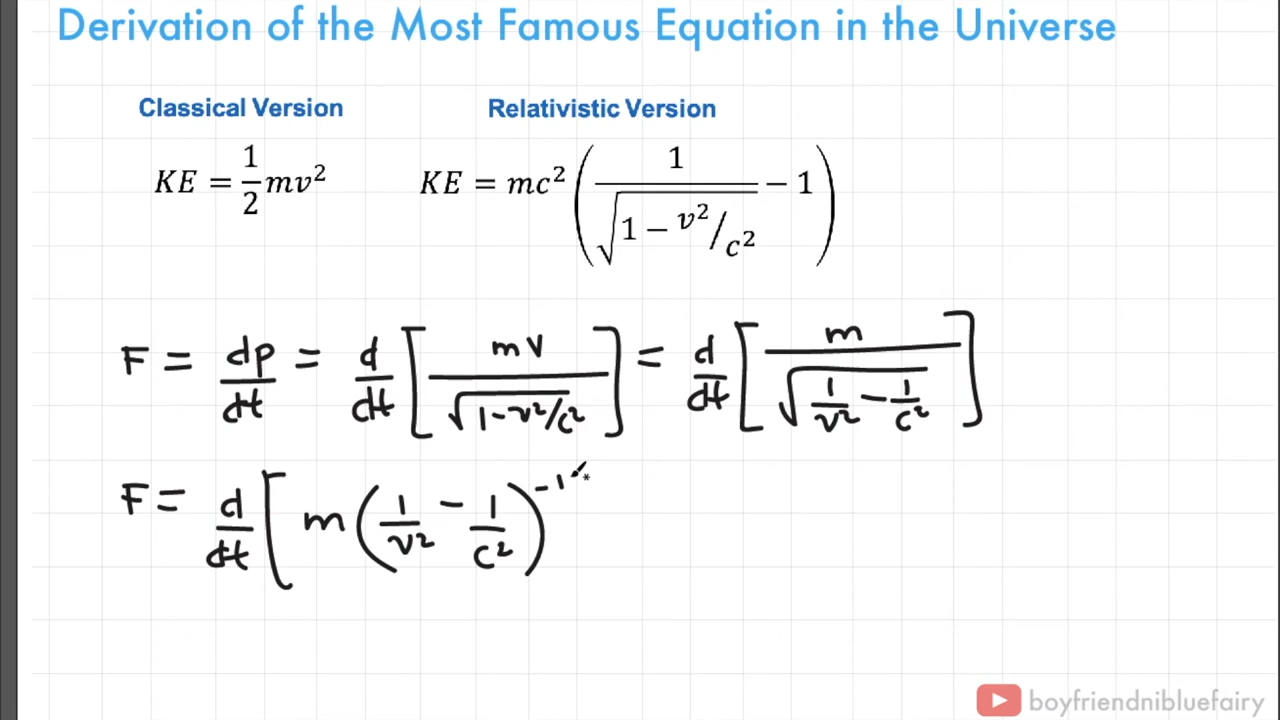 Derivation of the Most Famous Equation in the Universe
Classical Version
Relativistic Version
KE = 1/2 mv²
KE = mc² ( 1 / √(1 − v²/c²) − 1 )
F = dp/dt = d/dt [ mv / √(1 − v²/c²) ] = d/dt [ m / √(1/v² − 1/c²) ]
F = d/dt [ m ( 1/v² − 1/c² )^−1/
boyfriendnibluefairy